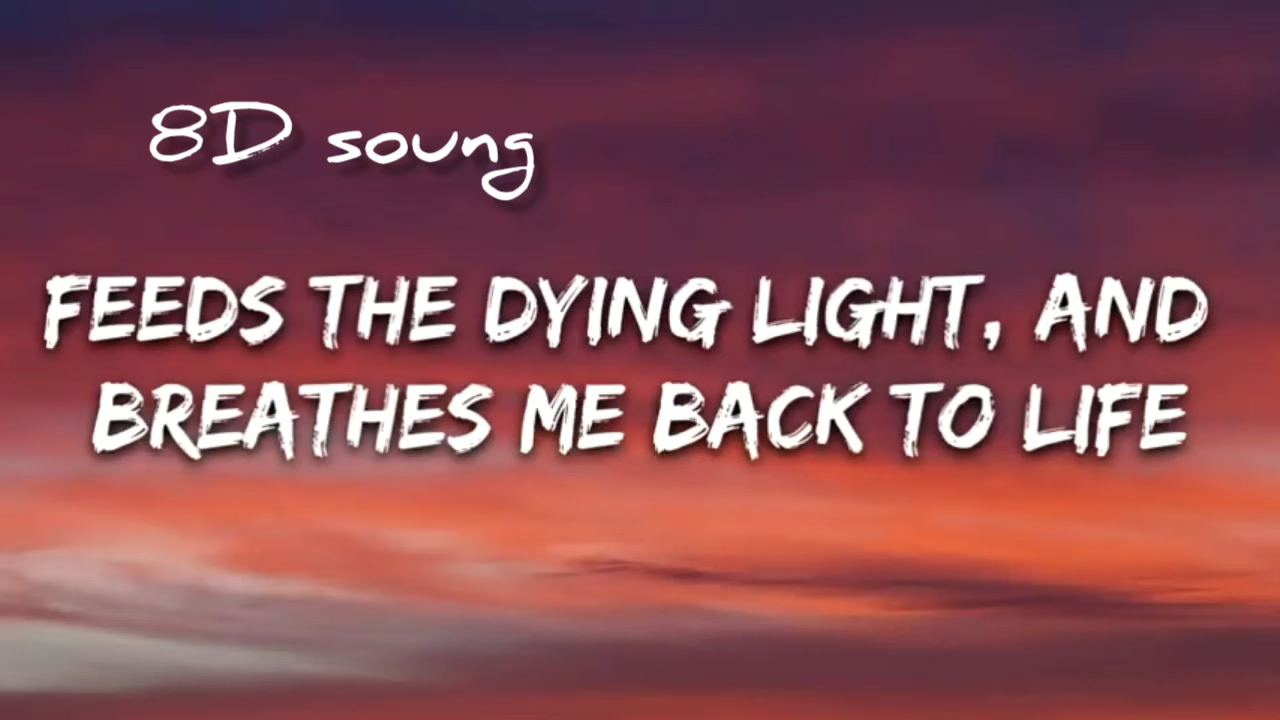 8D soung
FEEDS THE DYING LIGHT, AND
BREATHES ME BACK TO LIFE